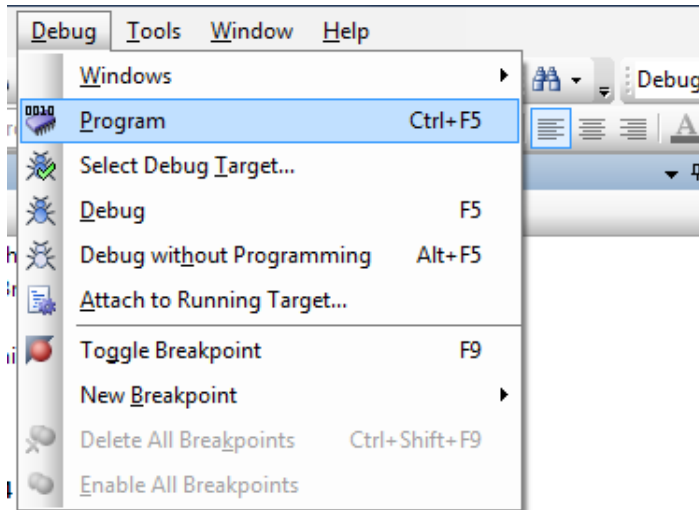 Debug Tools Window Help
Windows
Debug
0010
Program Ctrl+F5
Select Debug Target...
Debug F5
Debug without Programming Alt+F5
Attach to Running Target...
Toggle Breakpoint F9
New Breakpoint
Delete All Breakpoints Ctrl+Shift+F9
Enable All Breakpoints